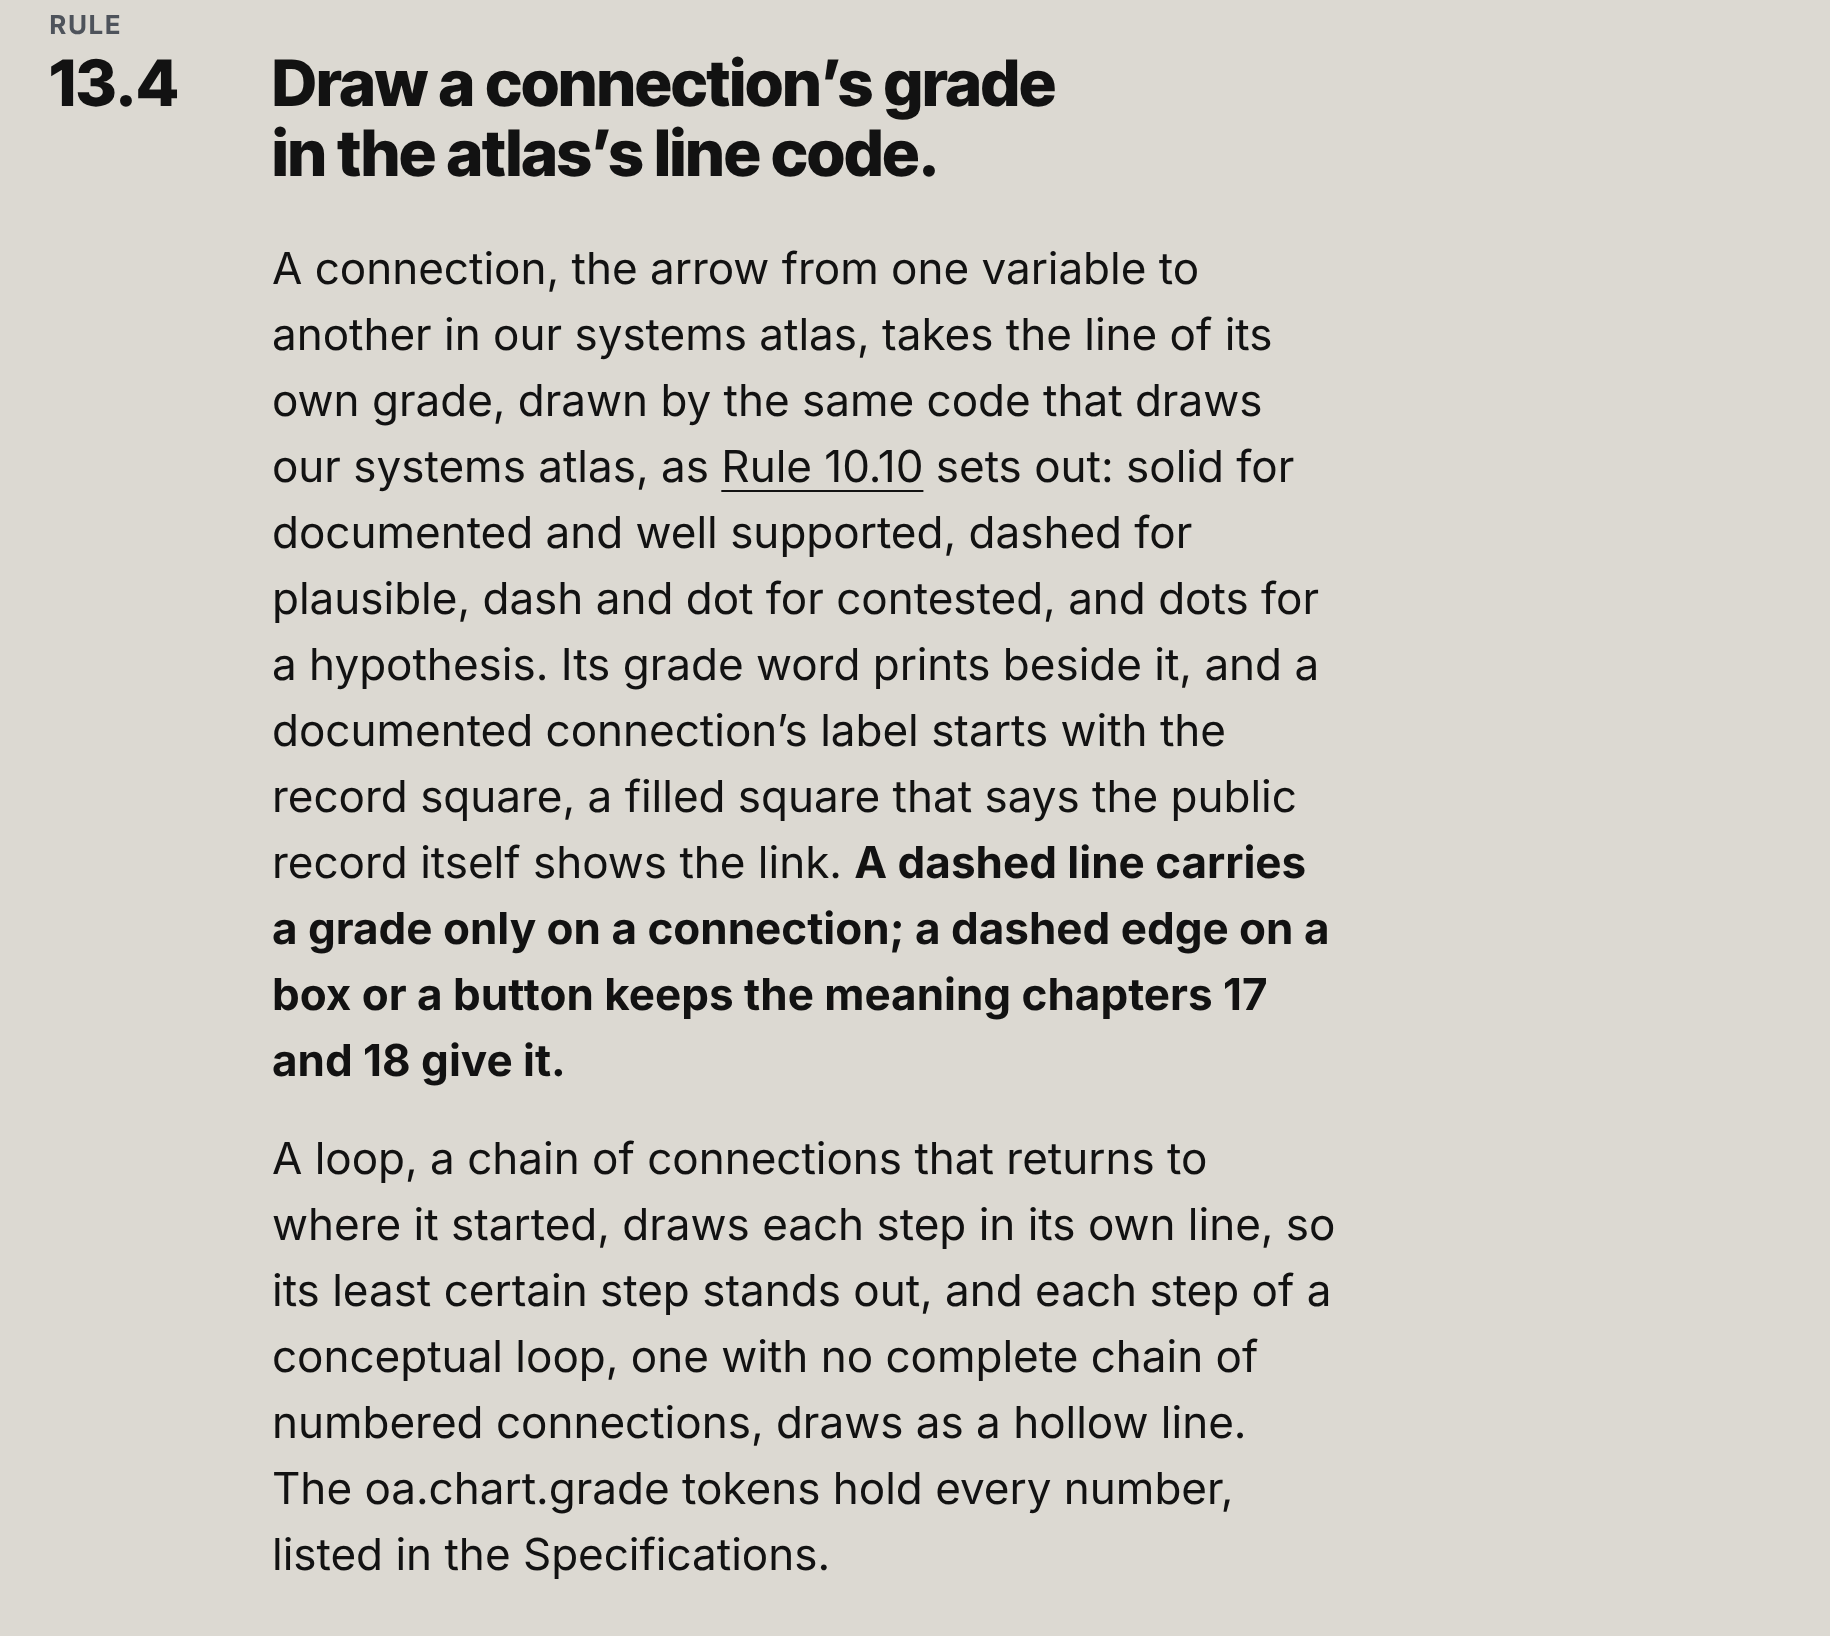 RULE
13.4
Draw a connection’s grade
in the atlas’s line code.
A connection, the arrow from one variable to
another in our systems atlas, takes the line of its
own grade, drawn by the same code that draws
our systems atlas, as Rule 10.10 sets out: solid for
documented and well supported, dashed for
plausible, dash and dot for contested, and dots for
a hypothesis. Its grade word prints beside it, and a
documented connection’s label starts with the
record square, a filled square that says the public
record itself shows the link. A dashed line carries
a grade only on a connection; a dashed edge on a
box or a button keeps the meaning chapters 17
and 18 give it.
A loop, a chain of connections that returns to
where it started, draws each step in its own line, so
its least certain step stands out, and each step of a
conceptual loop, one with no complete chain of
numbered connections, draws as a hollow line.
The oa.chart.grade tokens hold every number,
listed in the Specifications.